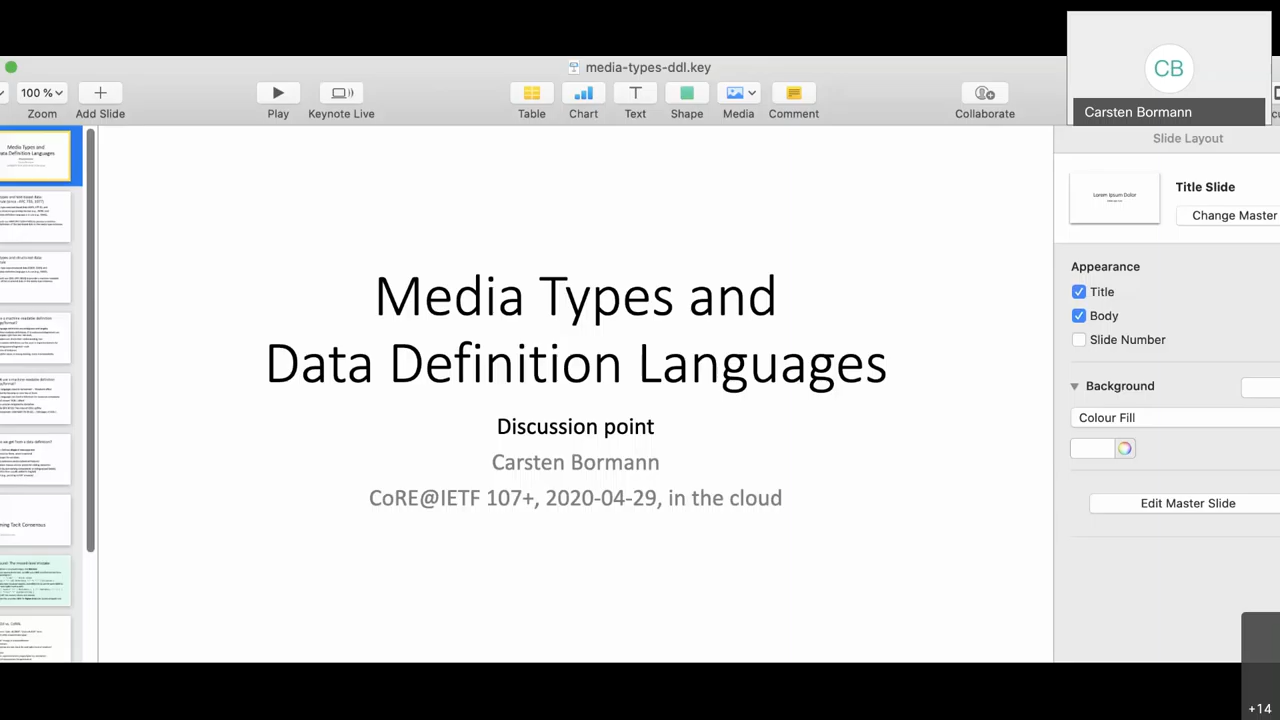 media-types-ddl.key
CB
Carsten Bormann
100 %
Zoom
Add Slide
Play
Keynote Live
Table
Chart
Text
Shape
Media
Comment
Collaborate
Slide Layout
Media Types and
Data Definition Languages
Discussion point
Carsten Bormann
CoRE@IETF 107+, 2020-04-29, in the cloud
Lorem Ipsum Dolor
Title Slide
Change Master
Appearance
Title
Body
Slide Number
Background
Colour Fill
Edit Master Slide
+14